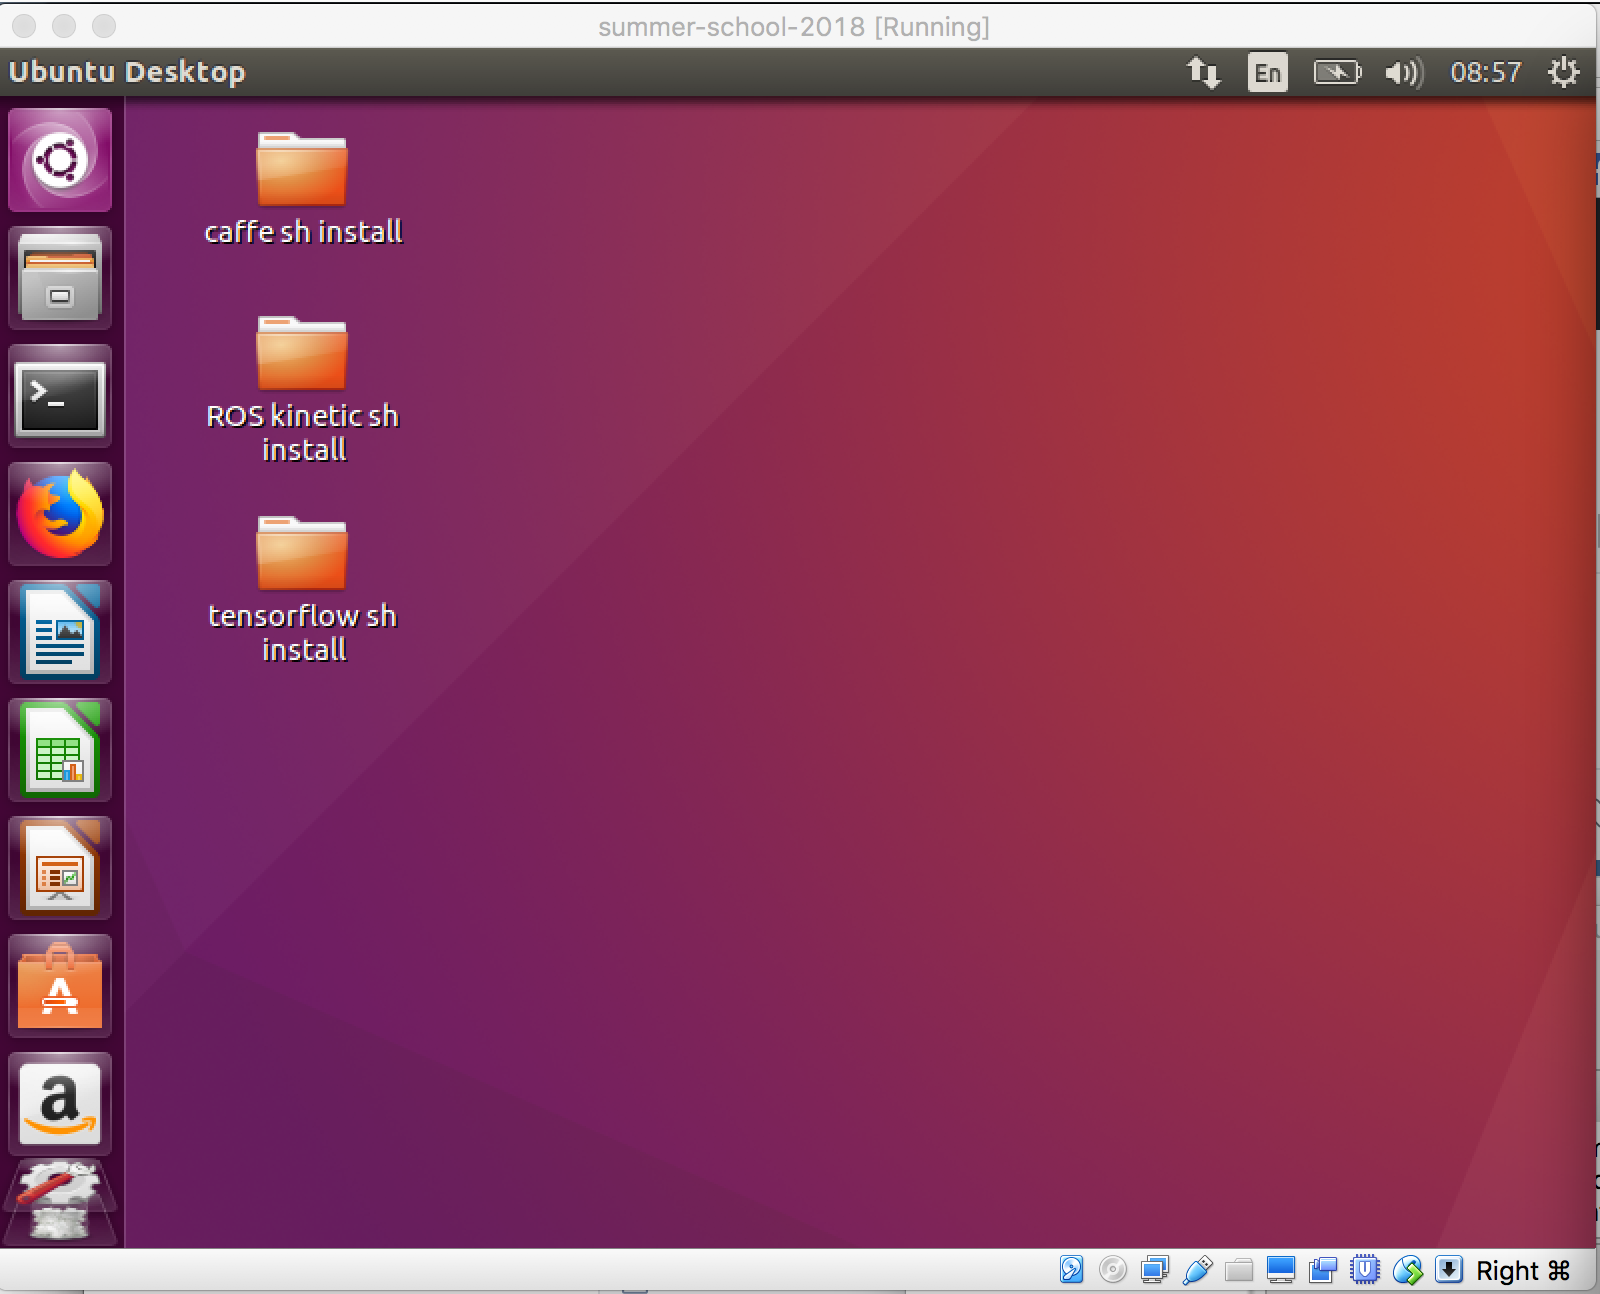 summer-school-2018 [Running]
Ubuntu Desktop
En
08:57
caffe sh install
ROS kinetic sh
install
tensorflow sh
install
Right ⌘